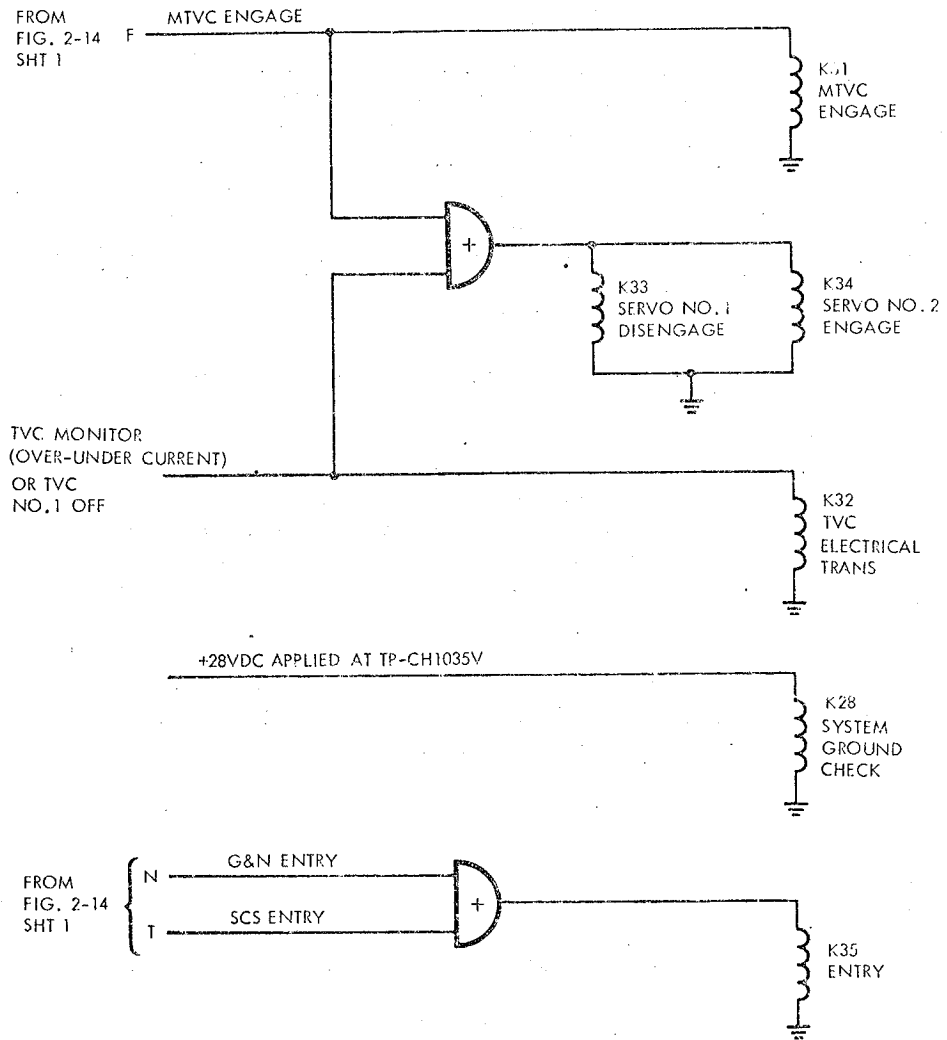 FROM
FIG. 2-14
SHT 1
F
MTVC ENGAGE
MTVC
ENGAGE
+
K33
SERVO NO.1
DISENGAGE
K34
SERVO NO.2
ENGAGE
TVC MONITOR
(OVER-UNDER CURRENT)
OR TVC
NO.1 OFF
K32
TVC
ELECTRICAL
TRANS
+28VDC APPLIED AT TP-CH1035V
K28
SYSTEM
GROUND
CHECK
FROM
FIG. 2-14
SHT 1
N
G&N ENTRY
T
SCS ENTRY
+
K35
ENTRY